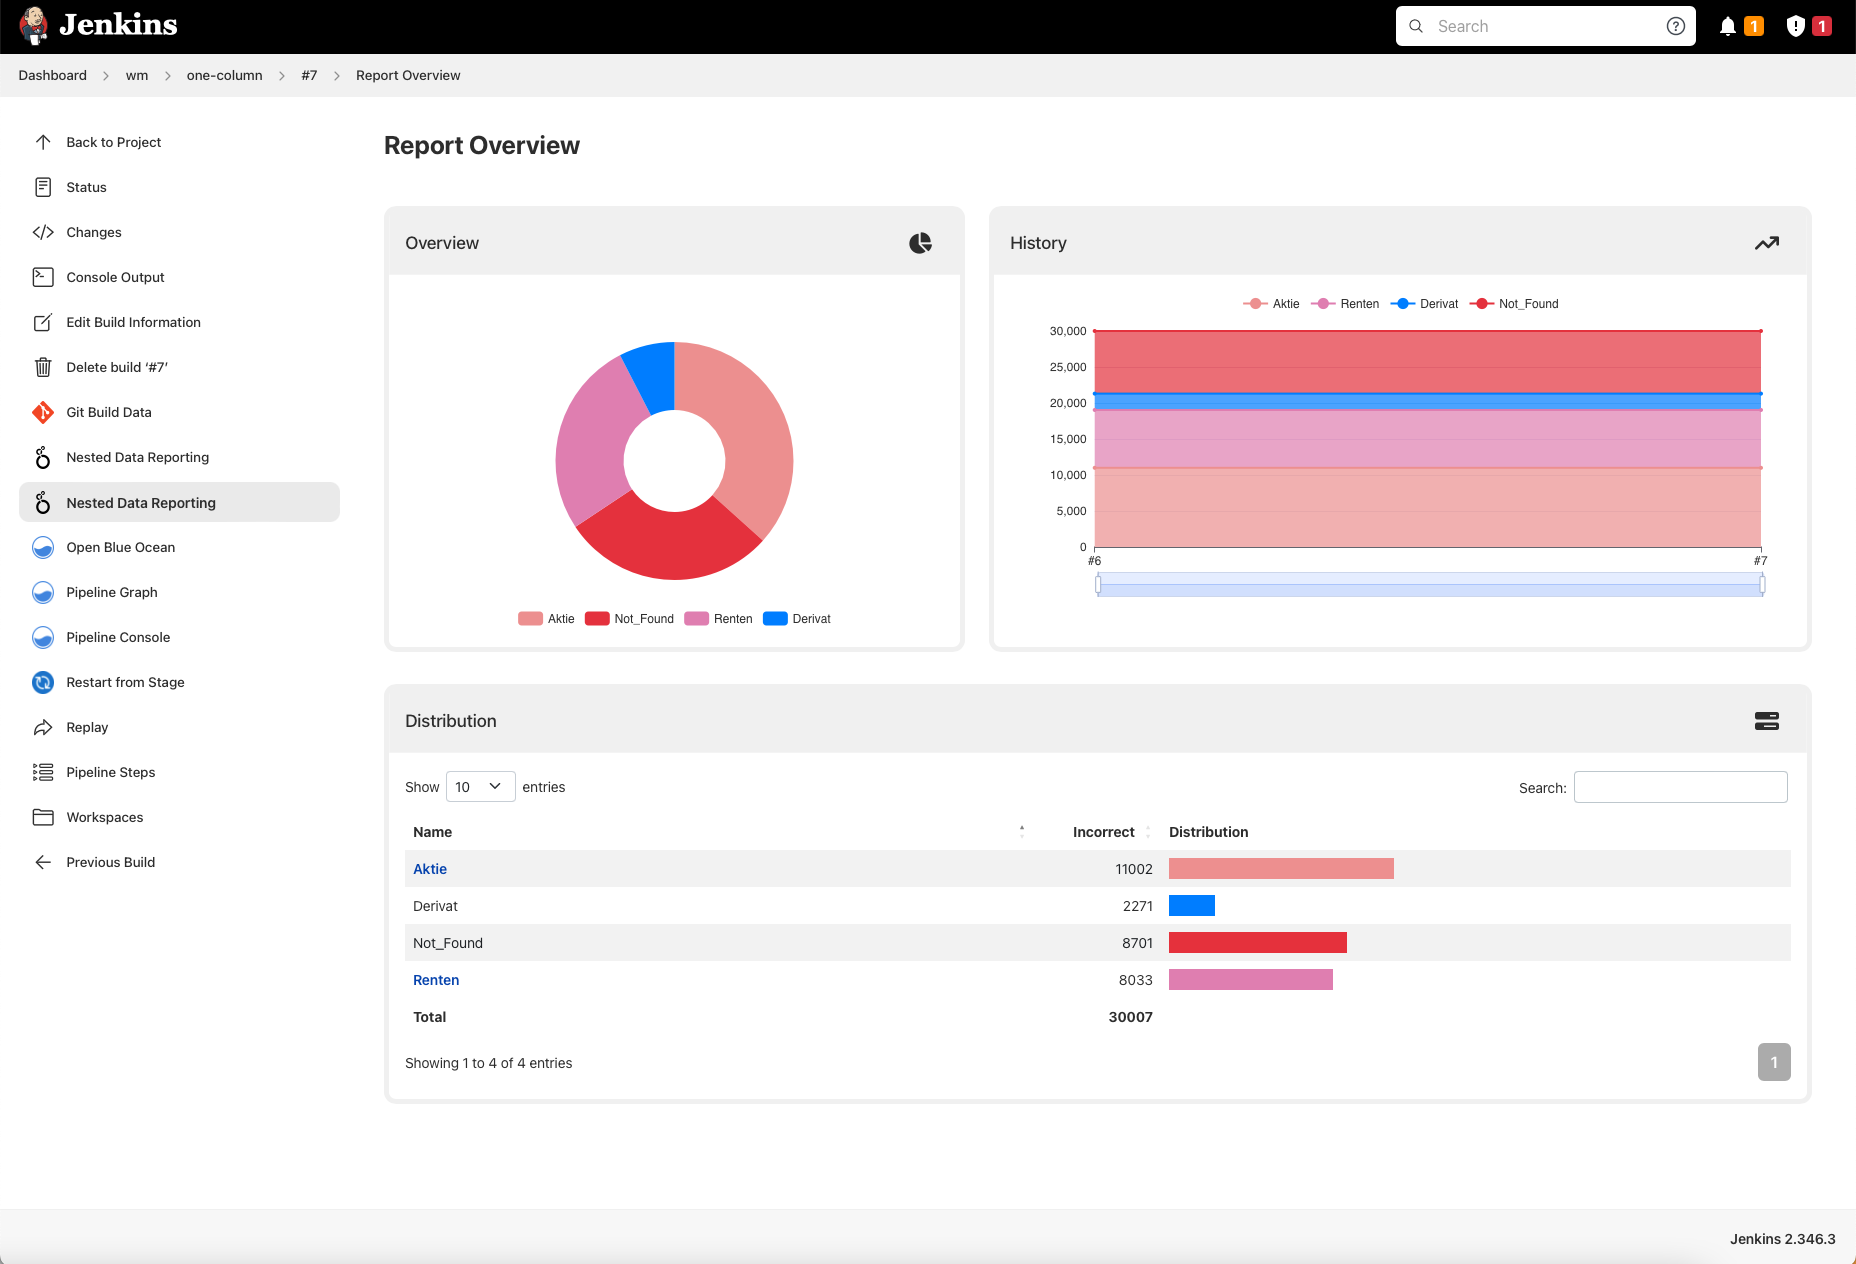 Jenkins
Search
1
1
Dashboard
wm
one-column
#7
Report Overview
Back to Project
Status
Changes
Console Output
Edit Build Information
Delete build ‘#7’
Git Build Data
Nested Data Reporting
Nested Data Reporting
Open Blue Ocean
Pipeline Graph
Pipeline Console
Restart from Stage
Replay
Pipeline Steps
Workspaces
Previous Build
Report Overview
Overview
Aktie Not_Found Renten Derivat
History
Aktie Renten Derivat Not_Found
30,000
25,000
20,000
15,000
10,000
5,000
0
#6 #7
Distribution
Show 10 entries
Search:
Name Incorrect Distribution
Aktie 11002
Derivat 2271
Not_Found 8701
Renten 8033
Total 30007
Showing 1 to 4 of 4 entries
1
Jenkins 2.346.3